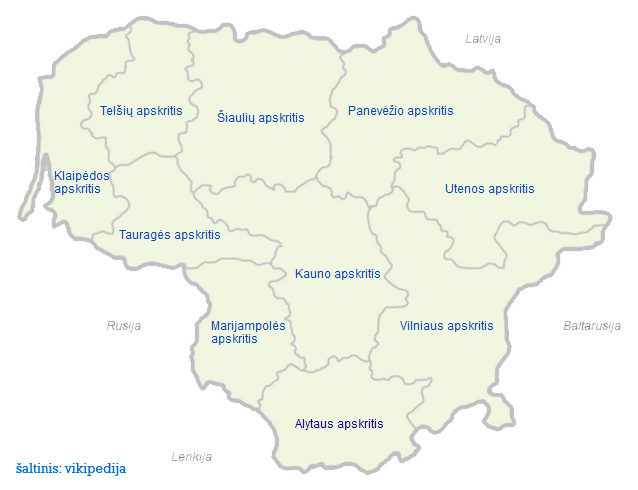 Latvija
Telšių apskritis
Šiaulių apskritis
Panevėžio apskritis
Klaipėdos
apskritis
Utenos apskritis
Tauragės apskritis
Kauno apskritis
Rusija
Marijampolės
apskritis
Vilniaus apskritis
Baltarusija
Alytaus apskritis
Lenkija
šaltinis: vikipedija